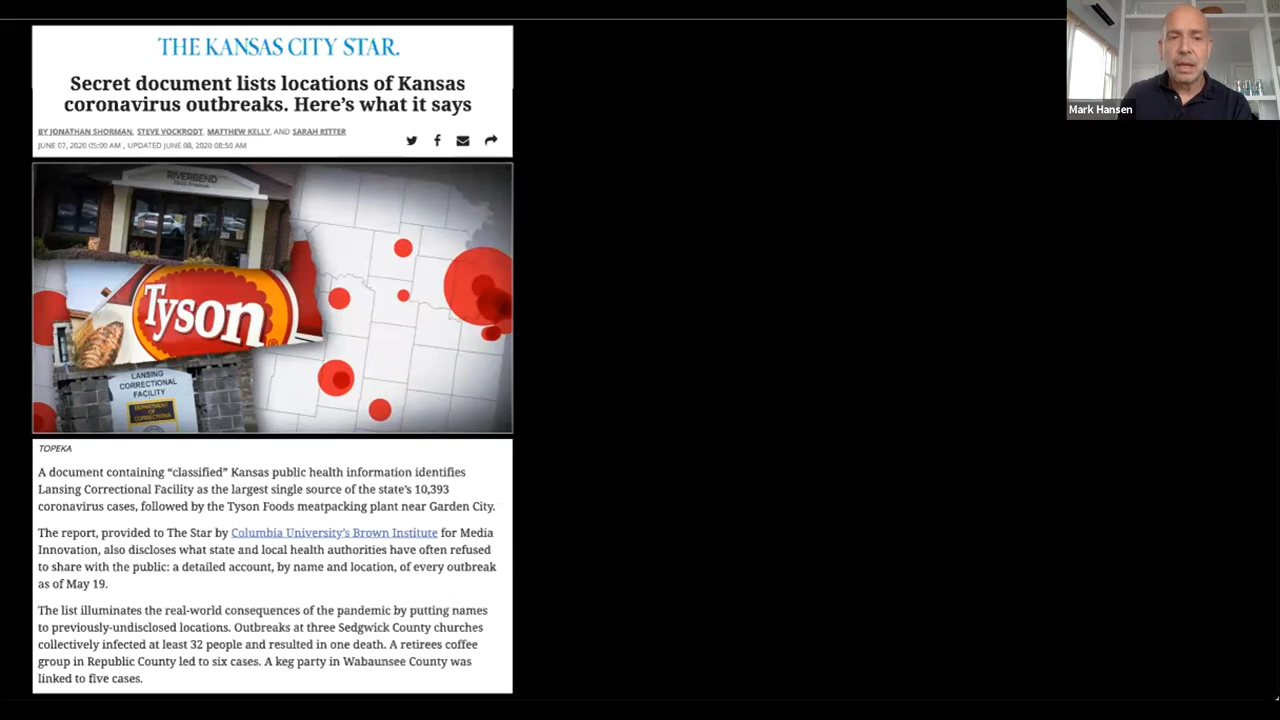 THE KANSAS CITY STAR.
Secret document lists locations of Kansas
coronavirus outbreaks. Here's what it says
BY JONATHAN SHORMAN, STEVE VOCKRODT, MATTHEW KELLY, AND SARAH RITTER
JUNE 07, 2020 05:00 AM, UPDATED JUNE 08, 2020 08:50 AM
RIVERBEND
Tyson
LANSING
CORRECTIONAL
FACILITY
DEPARTMENT
OF
CORRECTIONS
TOPEKA
A document containing “classified” Kansas public health information identifies
Lansing Correctional Facility as the largest single source of the state's 10,393
coronavirus cases, followed by the Tyson Foods meatpacking plant near Garden City.
The report, provided to The Star by Columbia University's Brown Institute for Media
Innovation, also discloses what state and local health authorities have often refused
to share with the public: a detailed account, by name and location, of every outbreak
as of May 19.
The list illuminates the real-world consequences of the pandemic by putting names
to previously-undisclosed locations. Outbreaks at three Sedgwick County churches
collectively infected at least 32 people and resulted in one death. A retirees coffee
group in Republic County led to six cases. A keg party in Wabaunsee County was
linked to five cases.
Mark Hansen